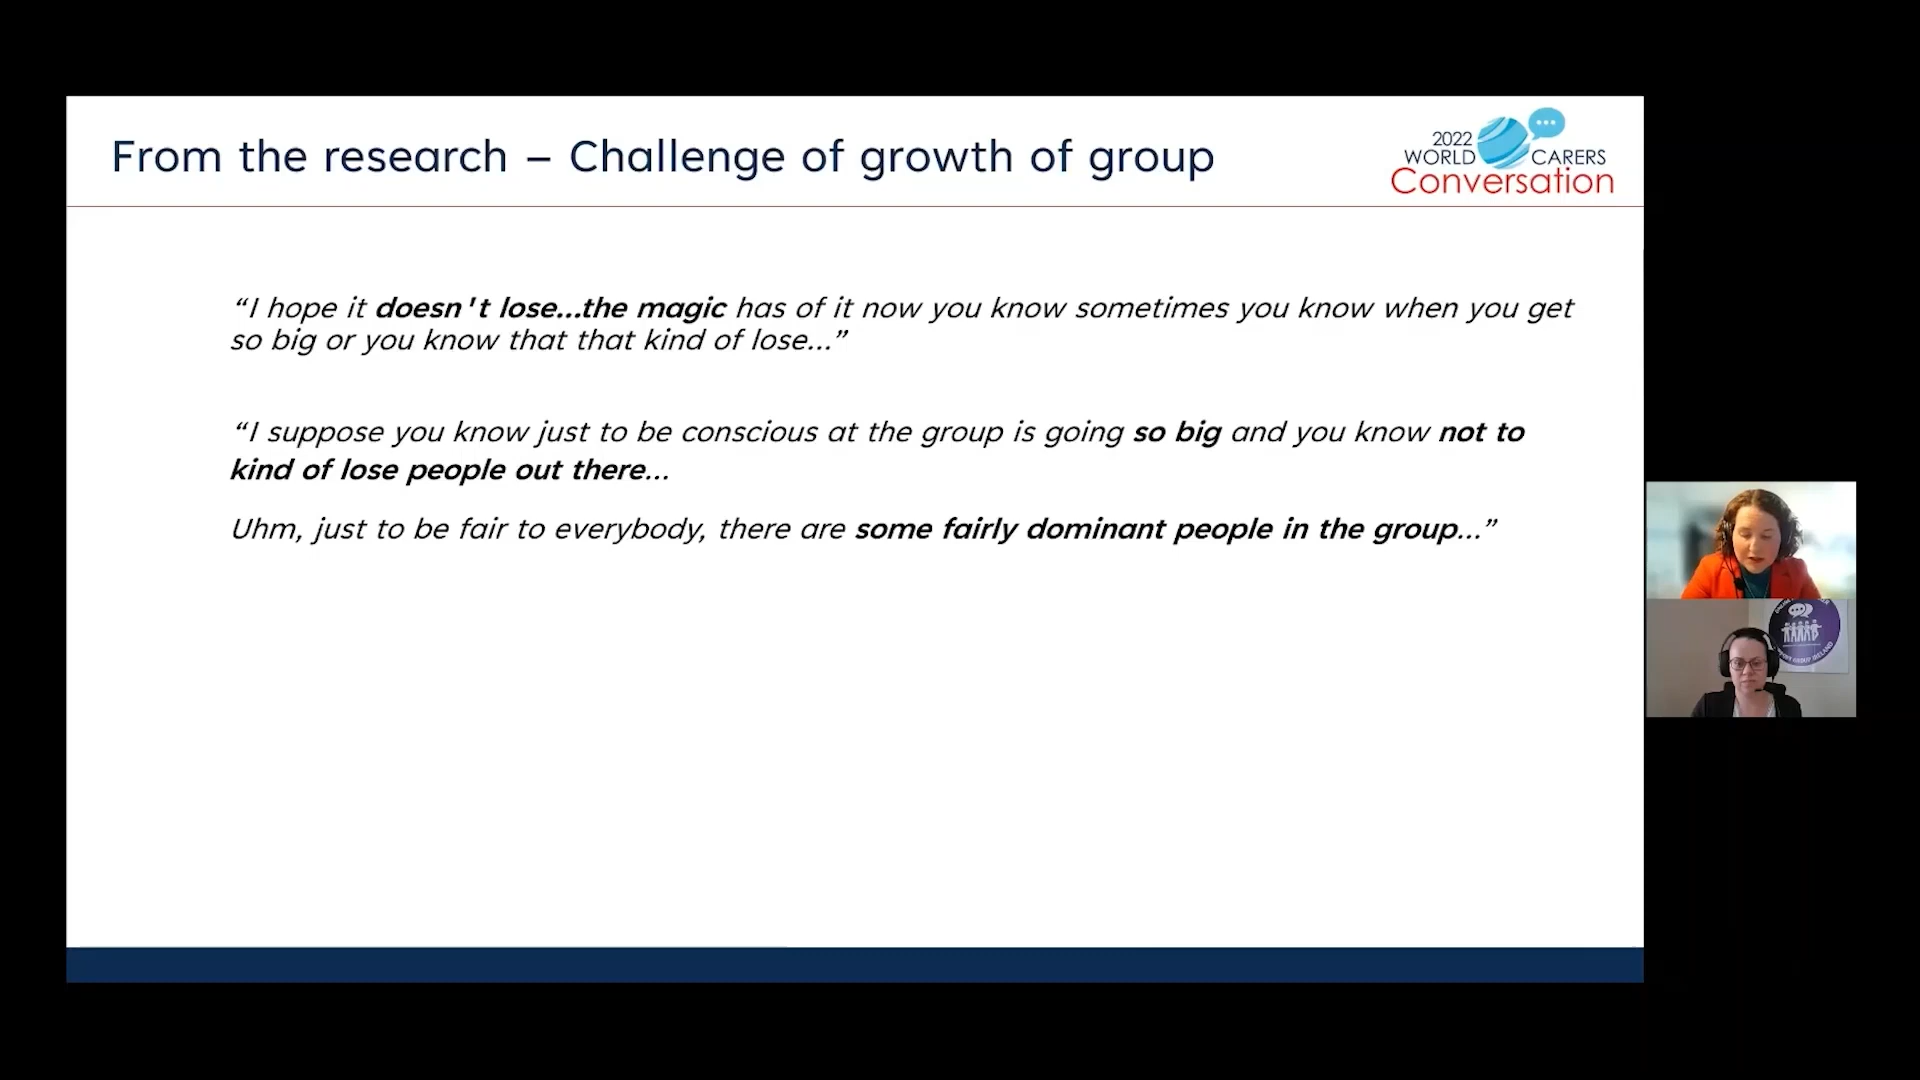 From the research – Challenge of growth of group
2022
WORLD CARERS
Conversation
“I hope it doesn't lose...the magic has of it now you know sometimes you know when you get
so big or you know that that kind of lose...”
“I suppose you know just to be conscious at the group is going so big and you know not to
kind of lose people out there...
Uhm, just to be fair to everybody, there are some fairly dominant people in the group...”